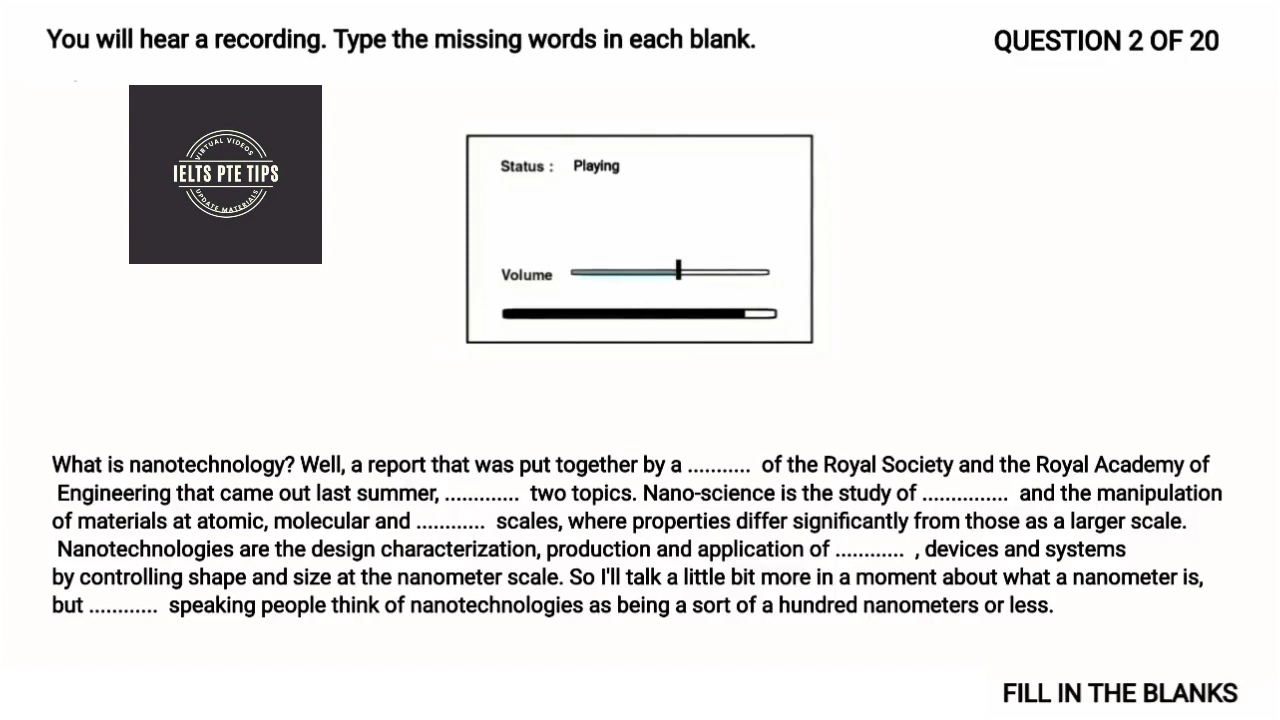 You will hear a recording. Type the missing words in each blank.
QUESTION 2 OF 20
VIRTUAL VIDEOS
IELTS PTE TIPS
UPDATE MATERIALS
Status : Playing
Volume
What is nanotechnology? Well, a report that was put together by a ........... of the Royal Society and the Royal Academy of
Engineering that came out last summer, ............. two topics. Nano-science is the study of ............... and the manipulation
of materials at atomic, molecular and ............ scales, where properties differ significantly from those as a larger scale.
Nanotechnologies are the design characterization, production and application of ............ , devices and systems
by controlling shape and size at the nanometer scale. So I'll talk a little bit more in a moment about what a nanometer is,
but ............ speaking people think of nanotechnologies as being a sort of a hundred nanometers or less.
FILL IN THE BLANKS